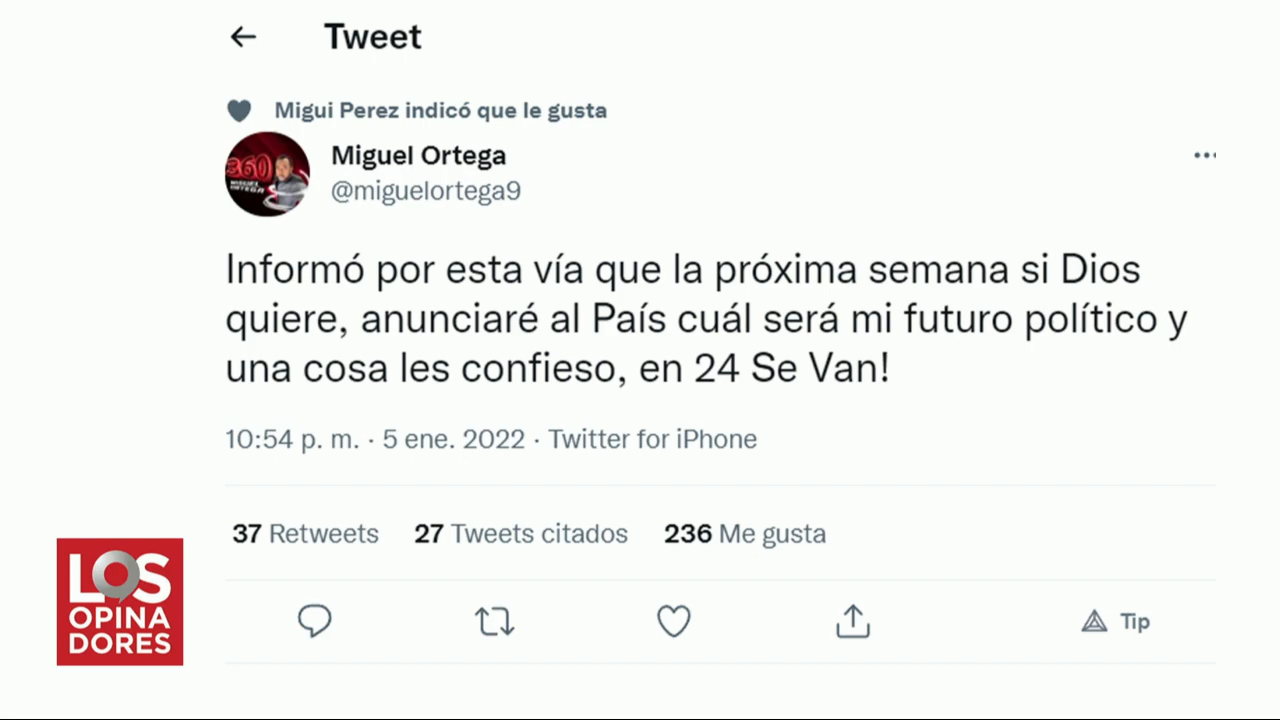 Tweet
Migui Perez indicó que le gusta
360
MIGUEL
ORTEGA
Miguel Ortega
@miguelortega9
Informó por esta vía que la próxima semana si Dios
quiere, anunciaré al País cuál será mi futuro político y
una cosa les confieso, en 24 Se Van!
10:54 p. m. · 5 ene. 2022 · Twitter for iPhone
37 Retweets 27 Tweets citados 236 Me gusta
Tip
LOS
OPINA
DORES